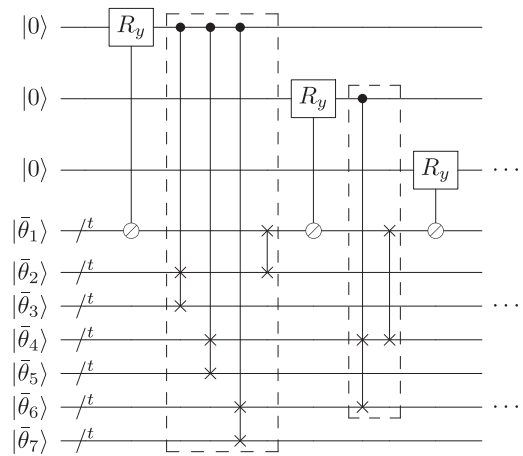 |0⟩ R_y
|0⟩ R_y
|0⟩ R_y ···
|θ̄₁⟩ t
|θ̄₂⟩ t
|θ̄₃⟩ t ···
|θ̄₄⟩ t
|θ̄₅⟩ t
|θ̄₆⟩ t ···
|θ̄₇⟩ t